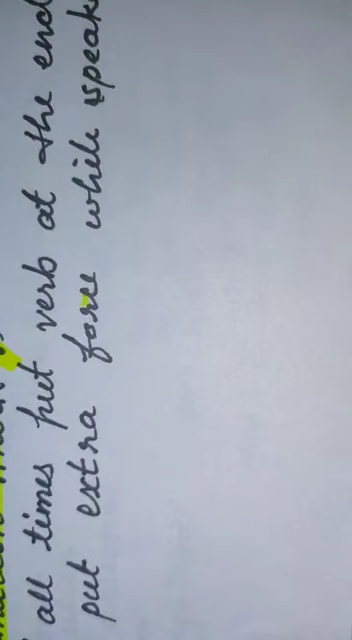 all times put verb at the end
put extra force while speak